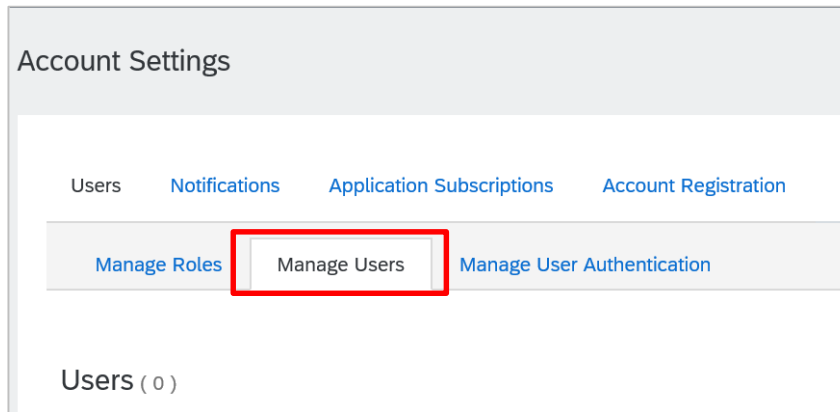 Account Settings
Users Notifications Application Subscriptions Account Registration
Manage Roles Manage Users Manage User Authentication
Users ( 0 )